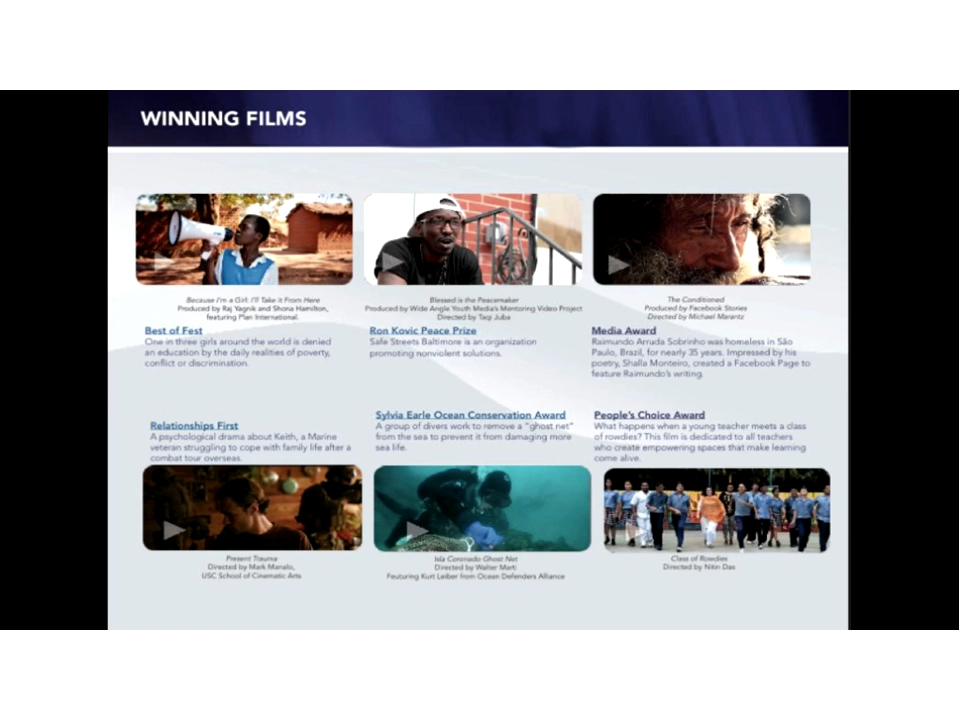 WINNING FILMS
Because I'm a Girl: I'll Take it From Here
Produced by Raj Yagnik and Shona Hamilton,
featuring Plan International.
Best of Fest
One in three girls around the world is denied
an education by the daily realities of poverty,
conflict or discrimination.
Blessed is the Peacemaker
Produced by Wide Angle Youth Media's Mentoring Video Project
Directed by Taqi Juba
Ron Kovic Peace Prize
Safe Streets Baltimore is an organization
promoting nonviolent solutions.
The Conditioned
Produced by Facebook Stories
Directed by Michael Marantz
Media Award
Raimundo Arruda Sobrinho was homeless in São
Paulo, Brazil, for nearly 35 years. Impressed by his
poetry, Shalla Monteiro, created a Facebook Page to
feature Raimundo's writing.
Relationships First
A psychological drama about Keith, a Marine
veteran struggling to cope with family life after a
combat tour overseas.
Present Trauma
Directed by Mark Manalo,
USC School of Cinematic Arts
Sylvia Earle Ocean Conservation Award
A group of divers work to remove a "ghost net"
from the sea to prevent it from damaging more
sea life.
Isla Coronado Ghost Net
Directed by Walter Marti
Featuring Kurt Leiber from Ocean Defenders Alliance
People's Choice Award
What happens when a young teacher meets a class
of rowdies? This film is dedicated to all teachers
who create empowering spaces that make learning
come alive.
Class of Rowdies
Directed by Nitin Das